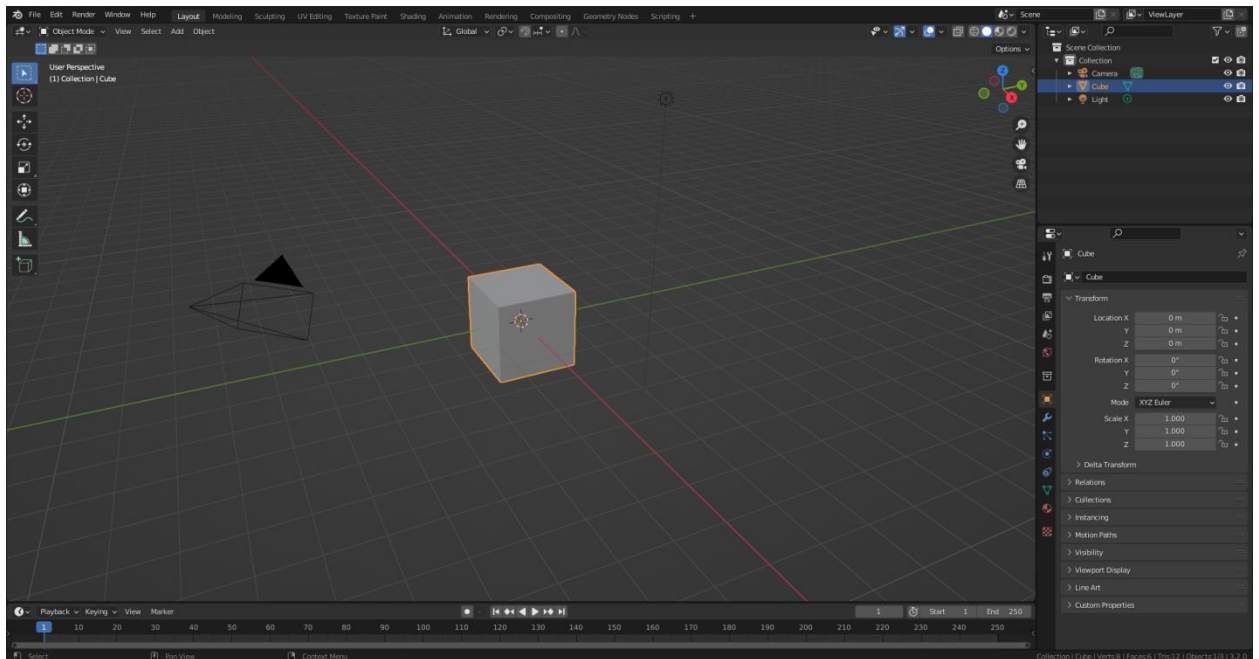 File Edit Render Window Help Layout Modeling Sculpting UV Editing Texture Paint Shading Animation Rendering Compositing Geometry Nodes Scripting + Scene ViewLayer
Object Mode View Select Add Object Global
Options
User Perspective
(1) Collection | Cube
Z
Y
X
Scene Collection
Collection
Camera
Cube
Light
Cube
Cube
Transform
Location X 0 m
Y 0 m
Z 0 m
Rotation X 0°
Y 0°
Z 0°
Mode XYZ Euler
Scale X 1.000
Y 1.000
Z 1.000
Delta Transform
Relations
Collections
Instancing
Motion Paths
Visibility
Viewport Display
Line Art
Custom Properties
Playback Keying View Marker 1 Start 1 End 250
1 10 20 30 40 50 60 70 80 90 100 110 120 130 140 150 160 170 180 190 200 210 220 230 240 250
Select Pan View Context Menu Collection | Cube | Verts:8 | Faces:6 | Tris:12 | Objects:1/3 | 3.2.0